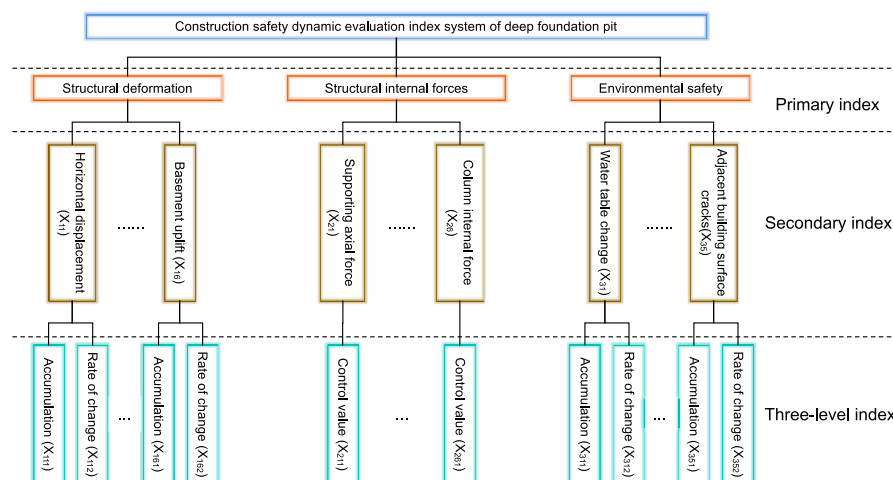 Construction safety dynamic evaluation index system of deep foundation pit
Structural deformation
Structural internal forces
Environmental safety
Primary index
Horizontal displacement
(X11)
......
Basement uplift (X16)
Supporting axial force
(X21)
......
Column internal force
(X26)
Water table change (X31)
......
Adjacent building surface
cracks(X35)
Secondary index
Accumulation (X111)
Rate of change (X112)
...
Accumulation (X161)
Rate of change (X162)
Control value (X211)
...
Control value (X261)
Accumulation (X311)
Rate of change (X312)
...
Accumulation (X351)
Rate of change (X352)
Three-level index